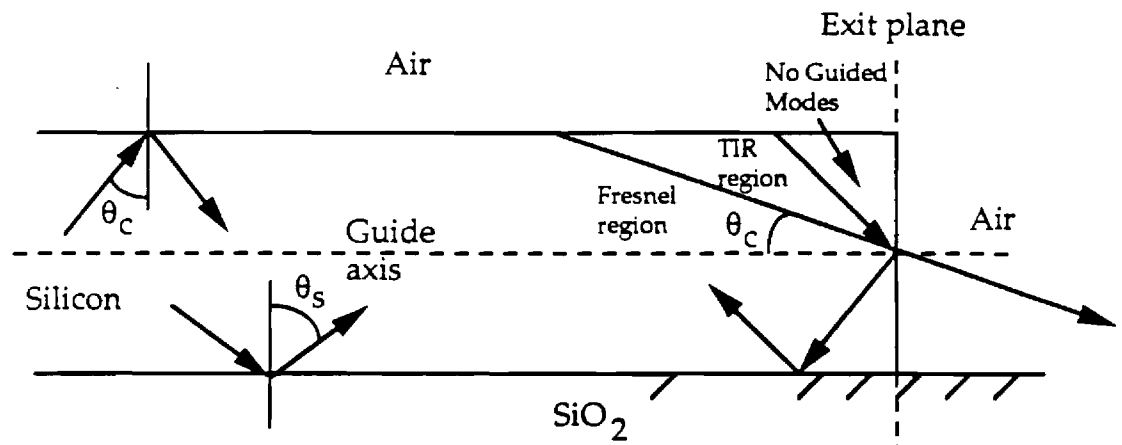 Exit plane
Air
No Guided
Modes
TIR
region
Fresnel
region
θc
θC
Air
Guide
axis
Silicon
θs
SiO2